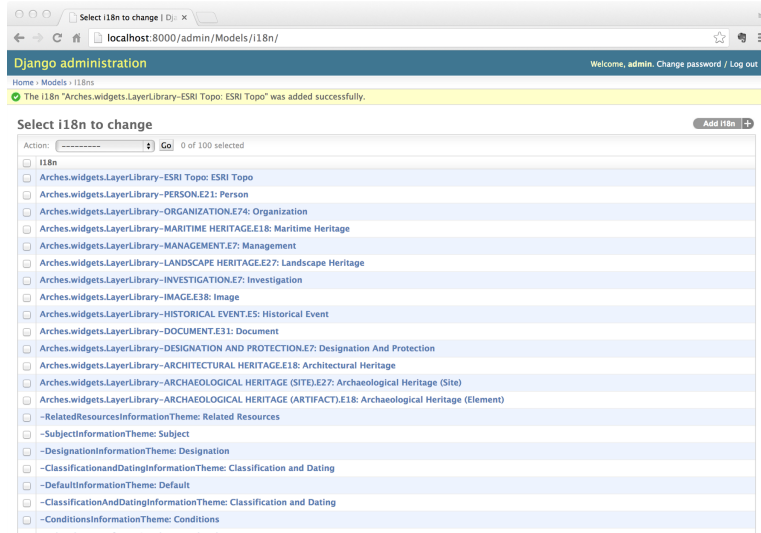 Select i18n to change | Dja
localhost:8000/admin/Models/i18n/
Django administration
Welcome, admin. Change password / Log out
Home › Models › I18ns
The i18n "Arches.widgets.LayerLibrary-ESRI Topo: ESRI Topo" was added successfully.
Select i18n to change
Add i18n
Action: --------- Go 0 of 100 selected
I18n
Arches.widgets.LayerLibrary-ESRI Topo: ESRI Topo
Arches.widgets.LayerLibrary-PERSON.E21: Person
Arches.widgets.LayerLibrary-ORGANIZATION.E74: Organization
Arches.widgets.LayerLibrary-MARITIME HERITAGE.E18: Maritime Heritage
Arches.widgets.LayerLibrary-MANAGEMENT.E7: Management
Arches.widgets.LayerLibrary-LANDSCAPE HERITAGE.E27: Landscape Heritage
Arches.widgets.LayerLibrary-INVESTIGATION.E7: Investigation
Arches.widgets.LayerLibrary-IMAGE.E38: Image
Arches.widgets.LayerLibrary-HISTORICAL EVENT.E5: Historical Event
Arches.widgets.LayerLibrary-DOCUMENT.E31: Document
Arches.widgets.LayerLibrary-DESIGNATION AND PROTECTION.E7: Designation And Protection
Arches.widgets.LayerLibrary-ARCHITECTURAL HERITAGE.E18: Architectural Heritage
Arches.widgets.LayerLibrary-ARCHAEOLOGICAL HERITAGE (SITE).E27: Archaeological Heritage (Site)
Arches.widgets.LayerLibrary-ARCHAEOLOGICAL HERITAGE (ARTIFACT).E18: Archaeological Heritage (Element)
-RelatedResourcesInformationTheme: Related Resources
-SubjectInformationTheme: Subject
-DesignationInformationTheme: Designation
-ClassificationandDatingInformationTheme: Classification and Dating
-DefaultInformationTheme: Default
-ClassificationAndDatingInformationTheme: Classification and Dating
-ConditionsInformationTheme: Conditions